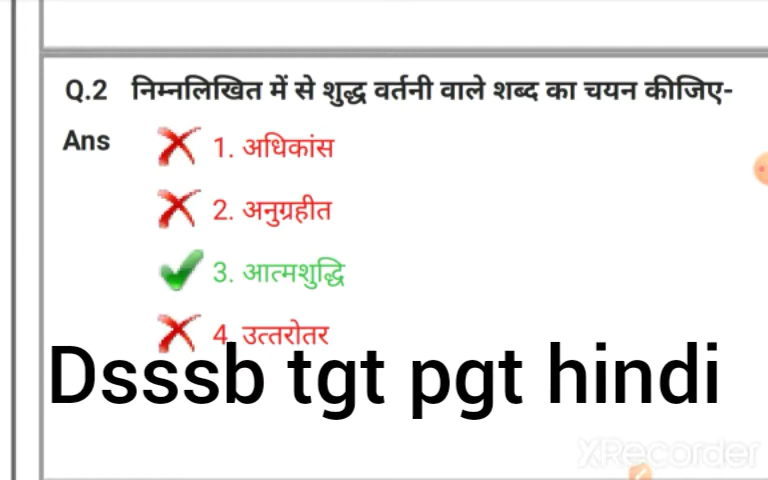 Q.2 निम्नलिखित में से शुद्ध वर्तनी वाले शब्द का चयन कीजिए-
Ans 1. अधिकांस
2. अनुग्रहीत
3. आत्मशुद्धि
4. उत्तरोतर
Dsssb tgt pgt hindi
XRecorder